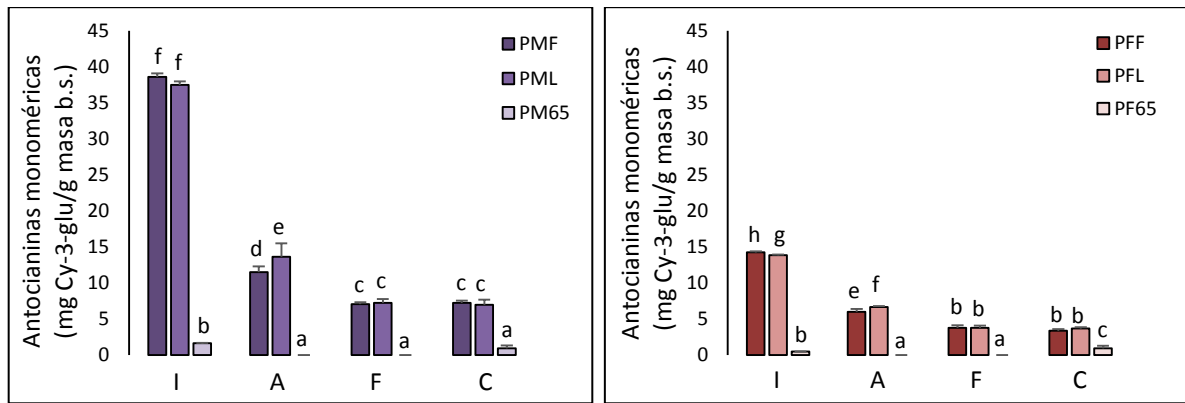 Antocianinas monoméricas
(mg Cy-3-glu/g masa b.s.)
45
40
35
30
25
20
15
10
5
0
f f b
d e a
c c a
c c a
I A F C
PMF
PML
PM65
Antocianinas monoméricas
(mg Cy-3-glu/g masa b.s.)
45
40
35
30
25
20
15
10
5
0
h g b
e f a
b b a
b b c
I A F C
PFF
PFL
PF65